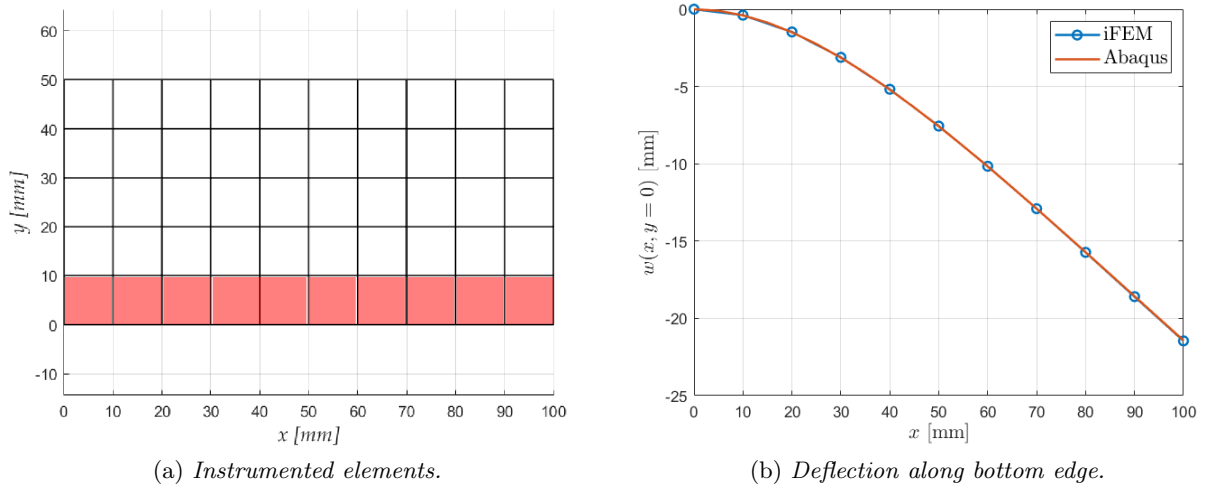 60
50
40
30
20
10
0
-10
y [mm]
0 10 20 30 40 50 60 70 80 90 100
x [mm]
(a) Instrumented elements.
0
-5
-10
-15
-20
-25
w(x, y = 0) [mm]
iFEM
Abaqus
0 10 20 30 40 50 60 70 80 90 100
x [mm]
(b) Deflection along bottom edge.